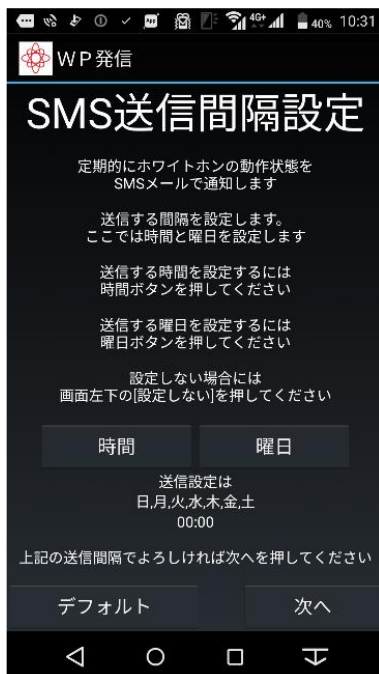 4G+ 40% 10:31
WP発信
SMS送信間隔設定
定期的にホワイトホンの動作状態を
SMSメールで通知します
送信する間隔を設定します。
ここでは時間と曜日を設定します
送信する時間を設定するには
時間ボタンを押してください
送信する曜日を設定するには
曜日ボタンを押してください
設定しない場合には
画面左下の[設定しない]を押してください
時間 曜日
送信設定は
日,月,火,水,木,金,土
00:00
上記の送信間隔でよろしければ次へを押してください
デフォルト 次へ